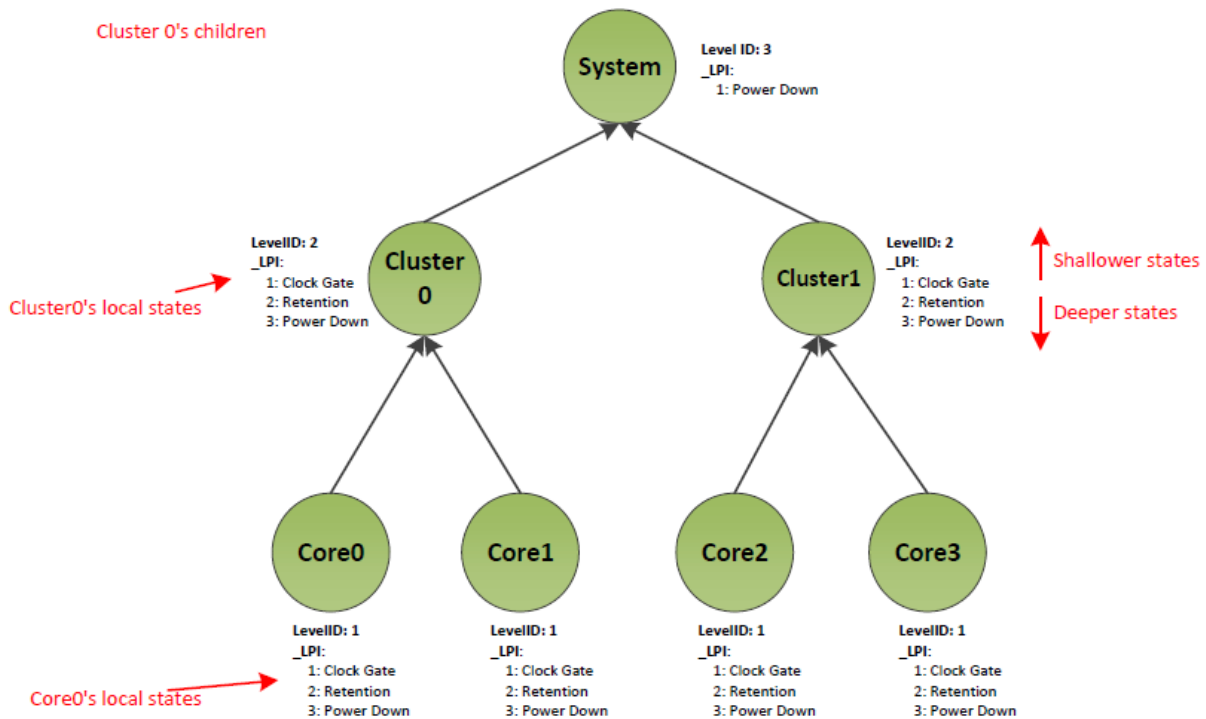 Cluster 0's children
System
Level ID: 3
_LPI:
1: Power Down
Cluster
0
LevelID: 2
_LPI:
1: Clock Gate
2: Retention
3: Power Down
Cluster0's local states
Cluster1
LevelID: 2
_LPI:
1: Clock Gate
2: Retention
3: Power Down
Shallower states
Deeper states
Core0
Core1
Core2
Core3
LevelID: 1
_LPI:
1: Clock Gate
2: Retention
3: Power Down
LevelID: 1
_LPI:
1: Clock Gate
2: Retention
3: Power Down
LevelID: 1
_LPI:
1: Clock Gate
2: Retention
3: Power Down
LevelID: 1
_LPI:
1: Clock Gate
2: Retention
3: Power Down
Core0's local states